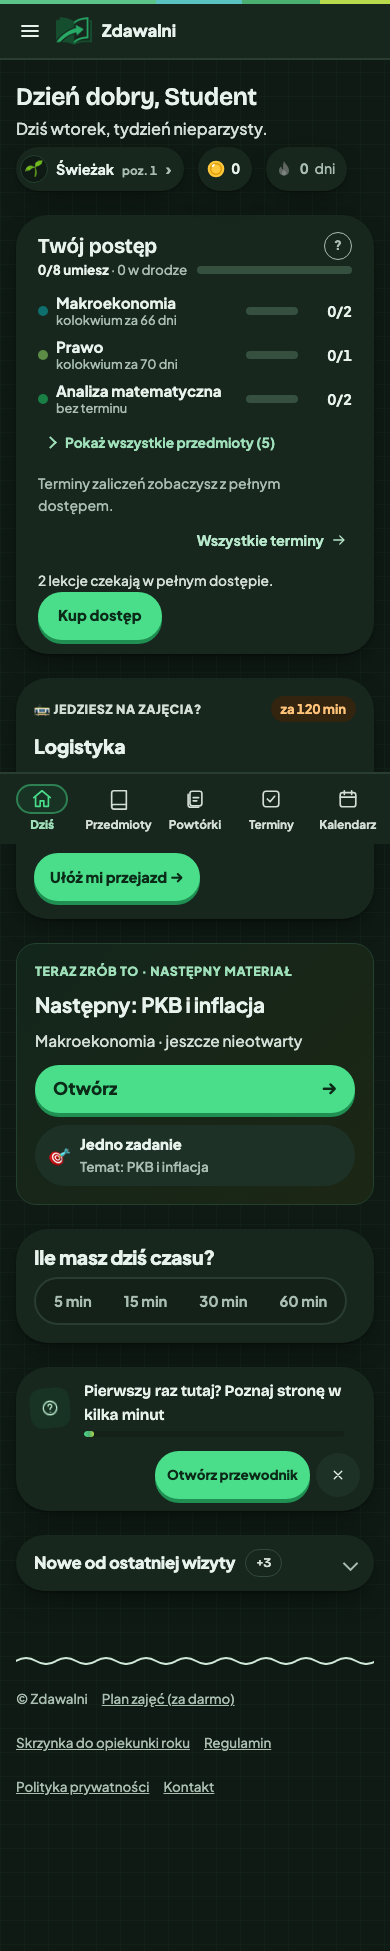 Zdawalni
Dzień dobry, Student
Dziś wtorek, tydzień nieparzysty.
Świeżak poz. 1 ›
0
0 dni
Twój postęp
?
0/8 umiesz · 0 w drodze
Makroekonomia
kolokwium za 66 dni
0/2
Prawo
kolokwium za 70 dni
0/1
Analiza matematyczna
bez terminu
0/2
Pokaż wszystkie przedmioty (5)
Terminy zaliczeń zobaczysz z pełnym
dostępem.
Wszystkie terminy →
2 lekcje czekają w pełnym dostępie.
Kup dostęp
JEDZIESZ NA ZAJĘCIA?
za 120 min
Logistyka
Dziś
Przedmioty
Powtórki
Terminy
Kalendarz
Ułóż mi przejazd →
TERAZ ZRÓB TO · NASTĘPNY MATERIAŁ
Następny: PKB i inflacja
Makroekonomia · jeszcze nieotwarty
Otwórz →
Jedno zadanie
Temat: PKB i inflacja
Ile masz dziś czasu?
5 min
15 min
30 min
60 min
Pierwszy raz tutaj? Poznaj stronę w
kilka minut
Otwórz przewodnik
×
Nowe od ostatniej wizyty
+3
© Zdawalni
Plan zajęć (za darmo)
Skrzynka do opiekunki roku
Regulamin
Polityka prywatności
Kontakt